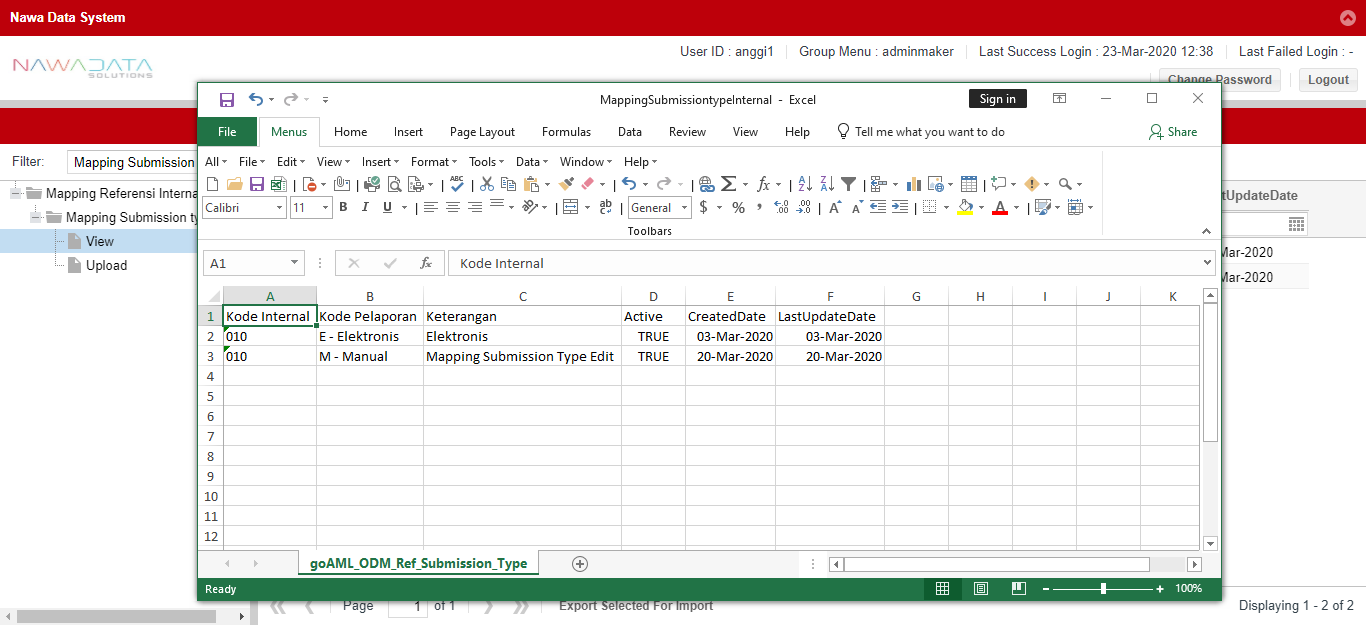 Nawa Data System
NAWADATA
SOLUTIONS
User ID : anggi1
Group Menu : adminmaker
Last Success Login : 23-Mar-2020 12:38
Last Failed Login : -
Change Password
Logout
MappingSubmissiontypeInternal - Excel
Sign in
File Menus Home Insert Page Layout Formulas Data Review View Help Tell me what you want to do Share
Filter:
Mapping Submission
All File Edit View Insert Format Tools Data Window Help
Calibri 11 B I U General $ % ,
Toolbars
Mapping Referensi Interna
Mapping Submission ty
View
Upload
tUpdateDate
Mar-2020
Mar-2020
A1 fx Kode Internal
A B C D E F G H I J K
1 Kode Internal Kode Pelaporan Keterangan Active CreatedDate LastUpdateDate
2 010 E - Elektronis Elektronis TRUE 03-Mar-2020 03-Mar-2020
3 010 M - Manual Mapping Submission Type Edit TRUE 20-Mar-2020 20-Mar-2020
4
5
6
7
8
9
10
11
12
goAML_ODM_Ref_Submission_Type
Ready
100%
Page 1 of 1
Export Selected For Import
Displaying 1 - 2 of 2